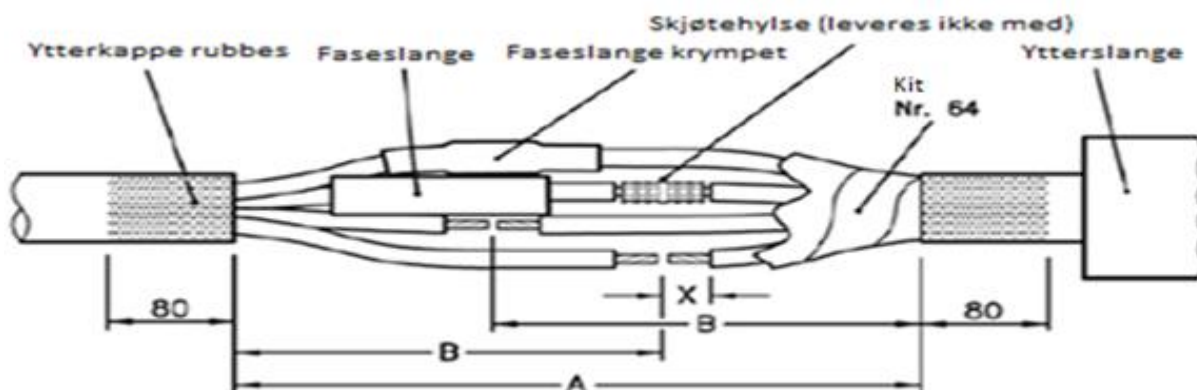 Skjøtehylse (leveres ikke med)
Ytterkappe rubbes Faseslange Faseslange krympet Ytterslange
Kit
Nr. 64
80 X B 80
B
A